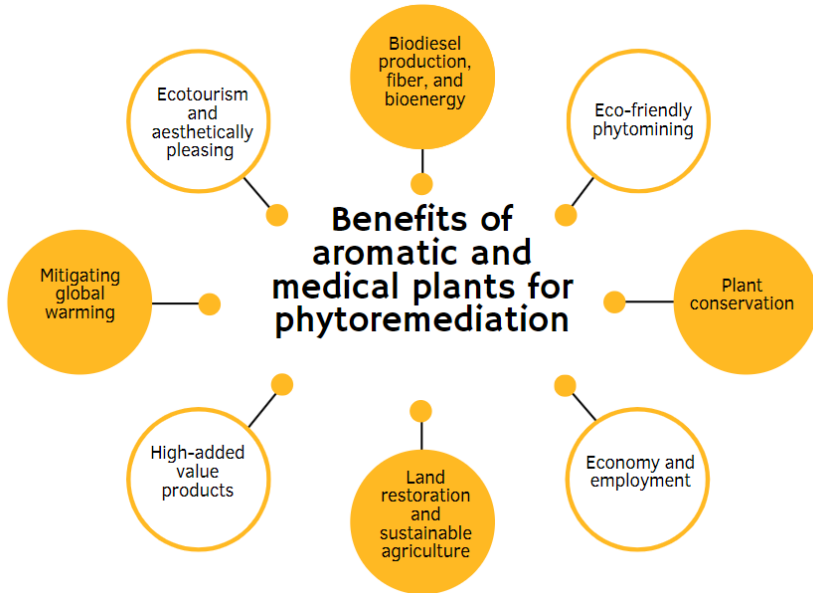 Biodiesel
production,
fiber, and
bioenergy
Ecotourism
and
aesthetically
pleasing
Eco-friendly
phytomining
Benefits of
aromatic and
medical plants for
phytoremediation
Mitigating
global
warming
Plant
conservation
High-added
value
products
Economy and
employment
Land
restoration
and
sustainable
agriculture